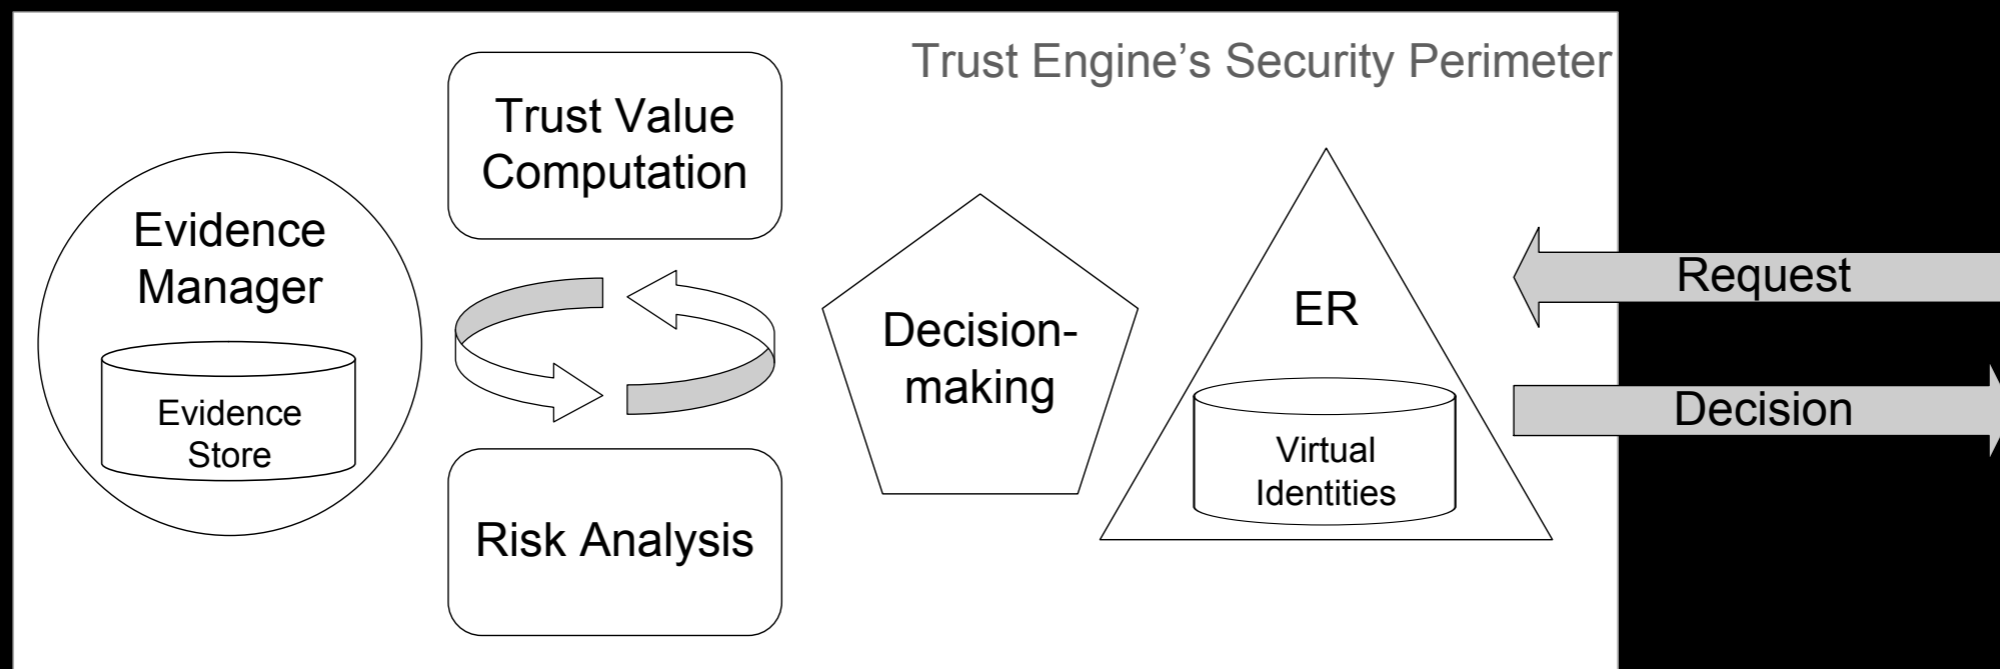 Trust Engine's Security Perimeter
Trust Value
Computation
Evidence
Manager
Evidence
Store
Risk Analysis
Decision-
making
ER
Virtual
Identities
Request
Decision